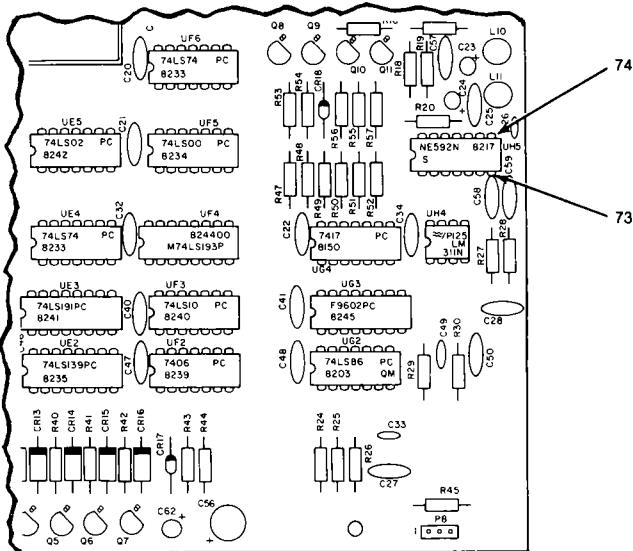 Q8 Q9 R10 R19 C57 C23 L10
UF6
74LS74 PC
8233
C20
Q10 Q11 R18
L11
74
R53 R54 CR18 R56 R55 R57
C24
C25
R20
C26
UE5 UF5
C21
74LS02 PC
8242
74LS00 PC
8234
NE592N 8217
S
UH5
C59
C58
73
R47 R48 R49 R50 R51 R52
UE4 C32 UF4
74LS74 PC
8233
824400
M74LS193P
C22
7417 PC
8150
UG4
C34
UH4
P125
LM
311N
R27 R28
UE3 UF3 UG3
74LS191PC
8241
C40
74LS10 PC
8240
C41
F9602PC
8245
C28
UE2 UF2 UG2
74LS139PC
8235
C47
7406 PC
8239
C48
74LS86 PC
8203 QM
R29
C49
R30
C50
CR13 R40 CR14 R41 CR15 R42 CR16 CR17 R43 R44
R24 R25 R26
C33
C27
Q5 Q6 Q7 C62 + C56 +
R45
P8
1